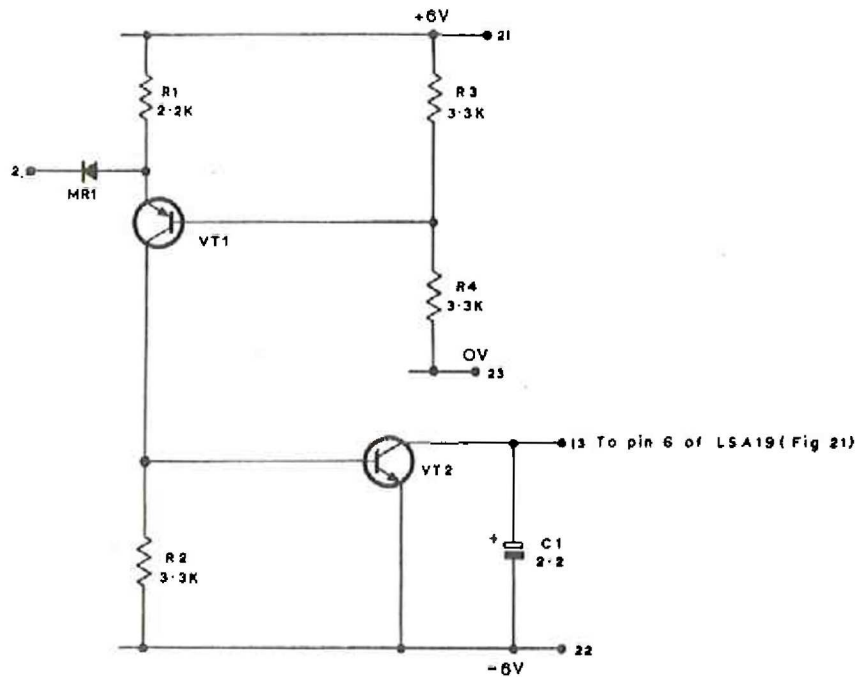 +6V
21
R1
2·2K
R3
3·3K
2.
MR1
VT1
R4
3·3K
0V
23
13 To pin 6 of LSA19(Fig 21)
VT2
R2
3·3K
+
C1
2·2
22
-6V